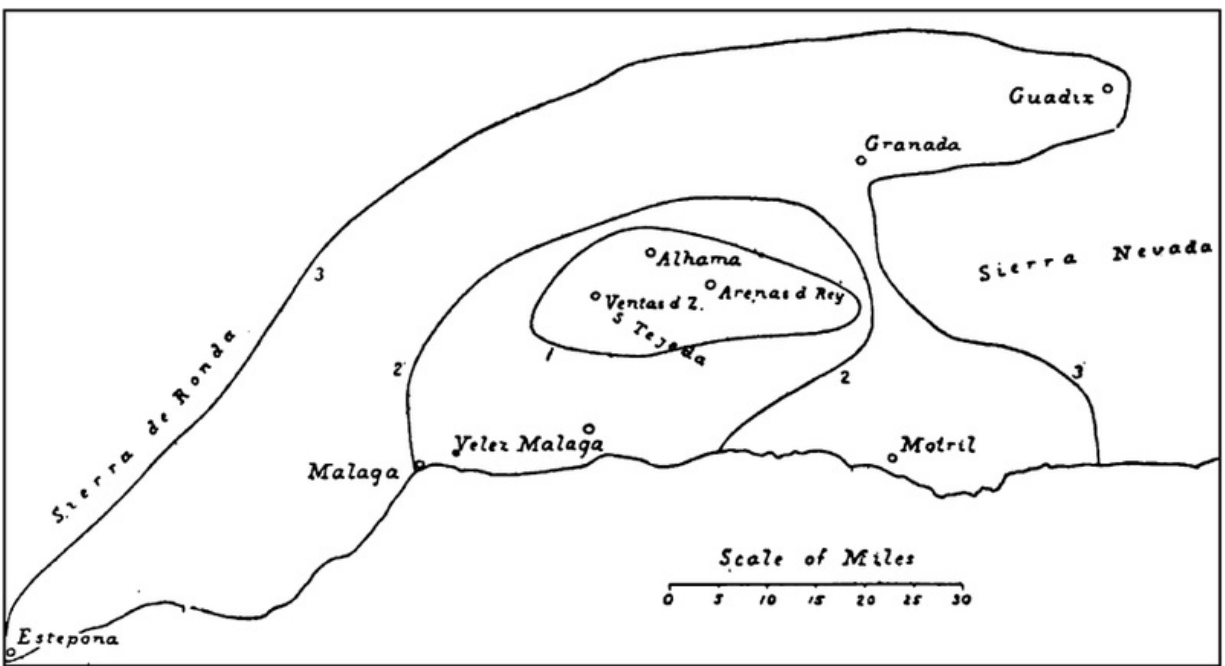 Guadix
Granada
Sierra Nevada
Alhama
3
Arenas d Rey
Ventas d Z.
S Tejeda
1
Sierra de Ronda
2
2
3
Velez Malaga
Motril
Malaga
Scale of Miles
0 5 10 15 20 25 30
Estepona